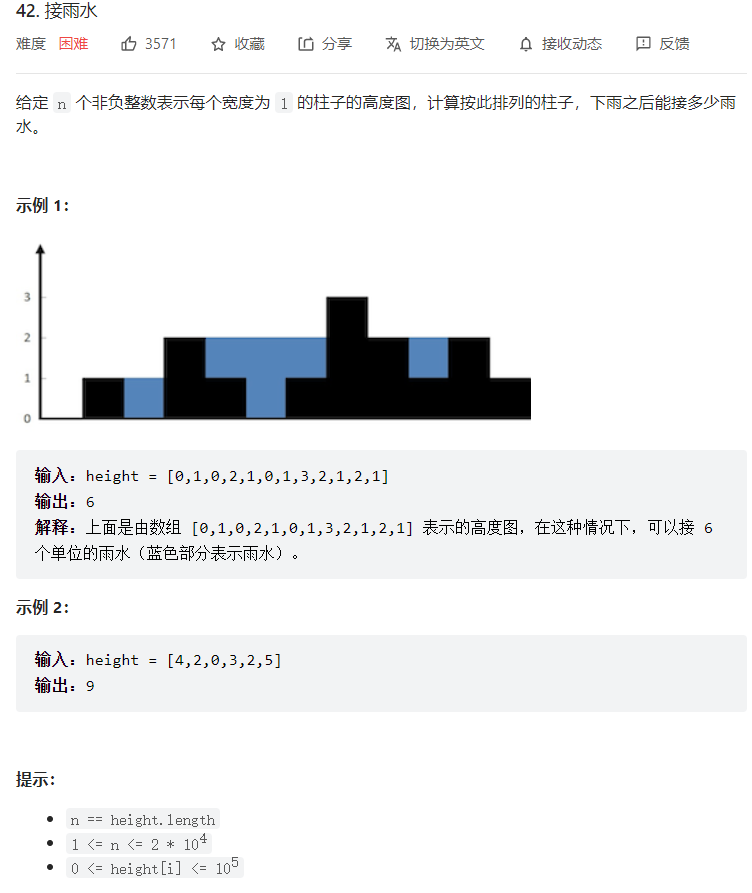 42. 接雨水
难度 困难 3571 收藏 分享 切换为英文 接收动态 反馈
给定 n 个非负整数表示每个宽度为 1 的柱子的高度图，计算按此排列的柱子，下雨之后能接多少雨
水。
示例 1：
3
2
1
0
输入：height = [0,1,0,2,1,0,1,3,2,1,2,1]
输出：6
解释：上面是由数组 [0,1,0,2,1,0,1,3,2,1,2,1] 表示的高度图，在这种情况下，可以接 6
个单位的雨水（蓝色部分表示雨水）。
示例 2：
输入：height = [4,2,0,3,2,5]
输出：9
提示：
n == height.length
1 <= n <= 2 * 10⁴
0 <= height[i] <= 10⁵